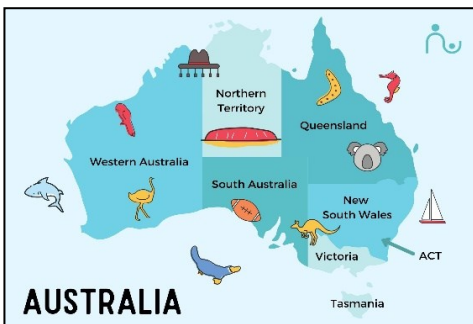 Northern
Territory
Queensland
Western Australia
South Australia
New
South Wales
Victoria
ACT
Tasmania
AUSTRALIA